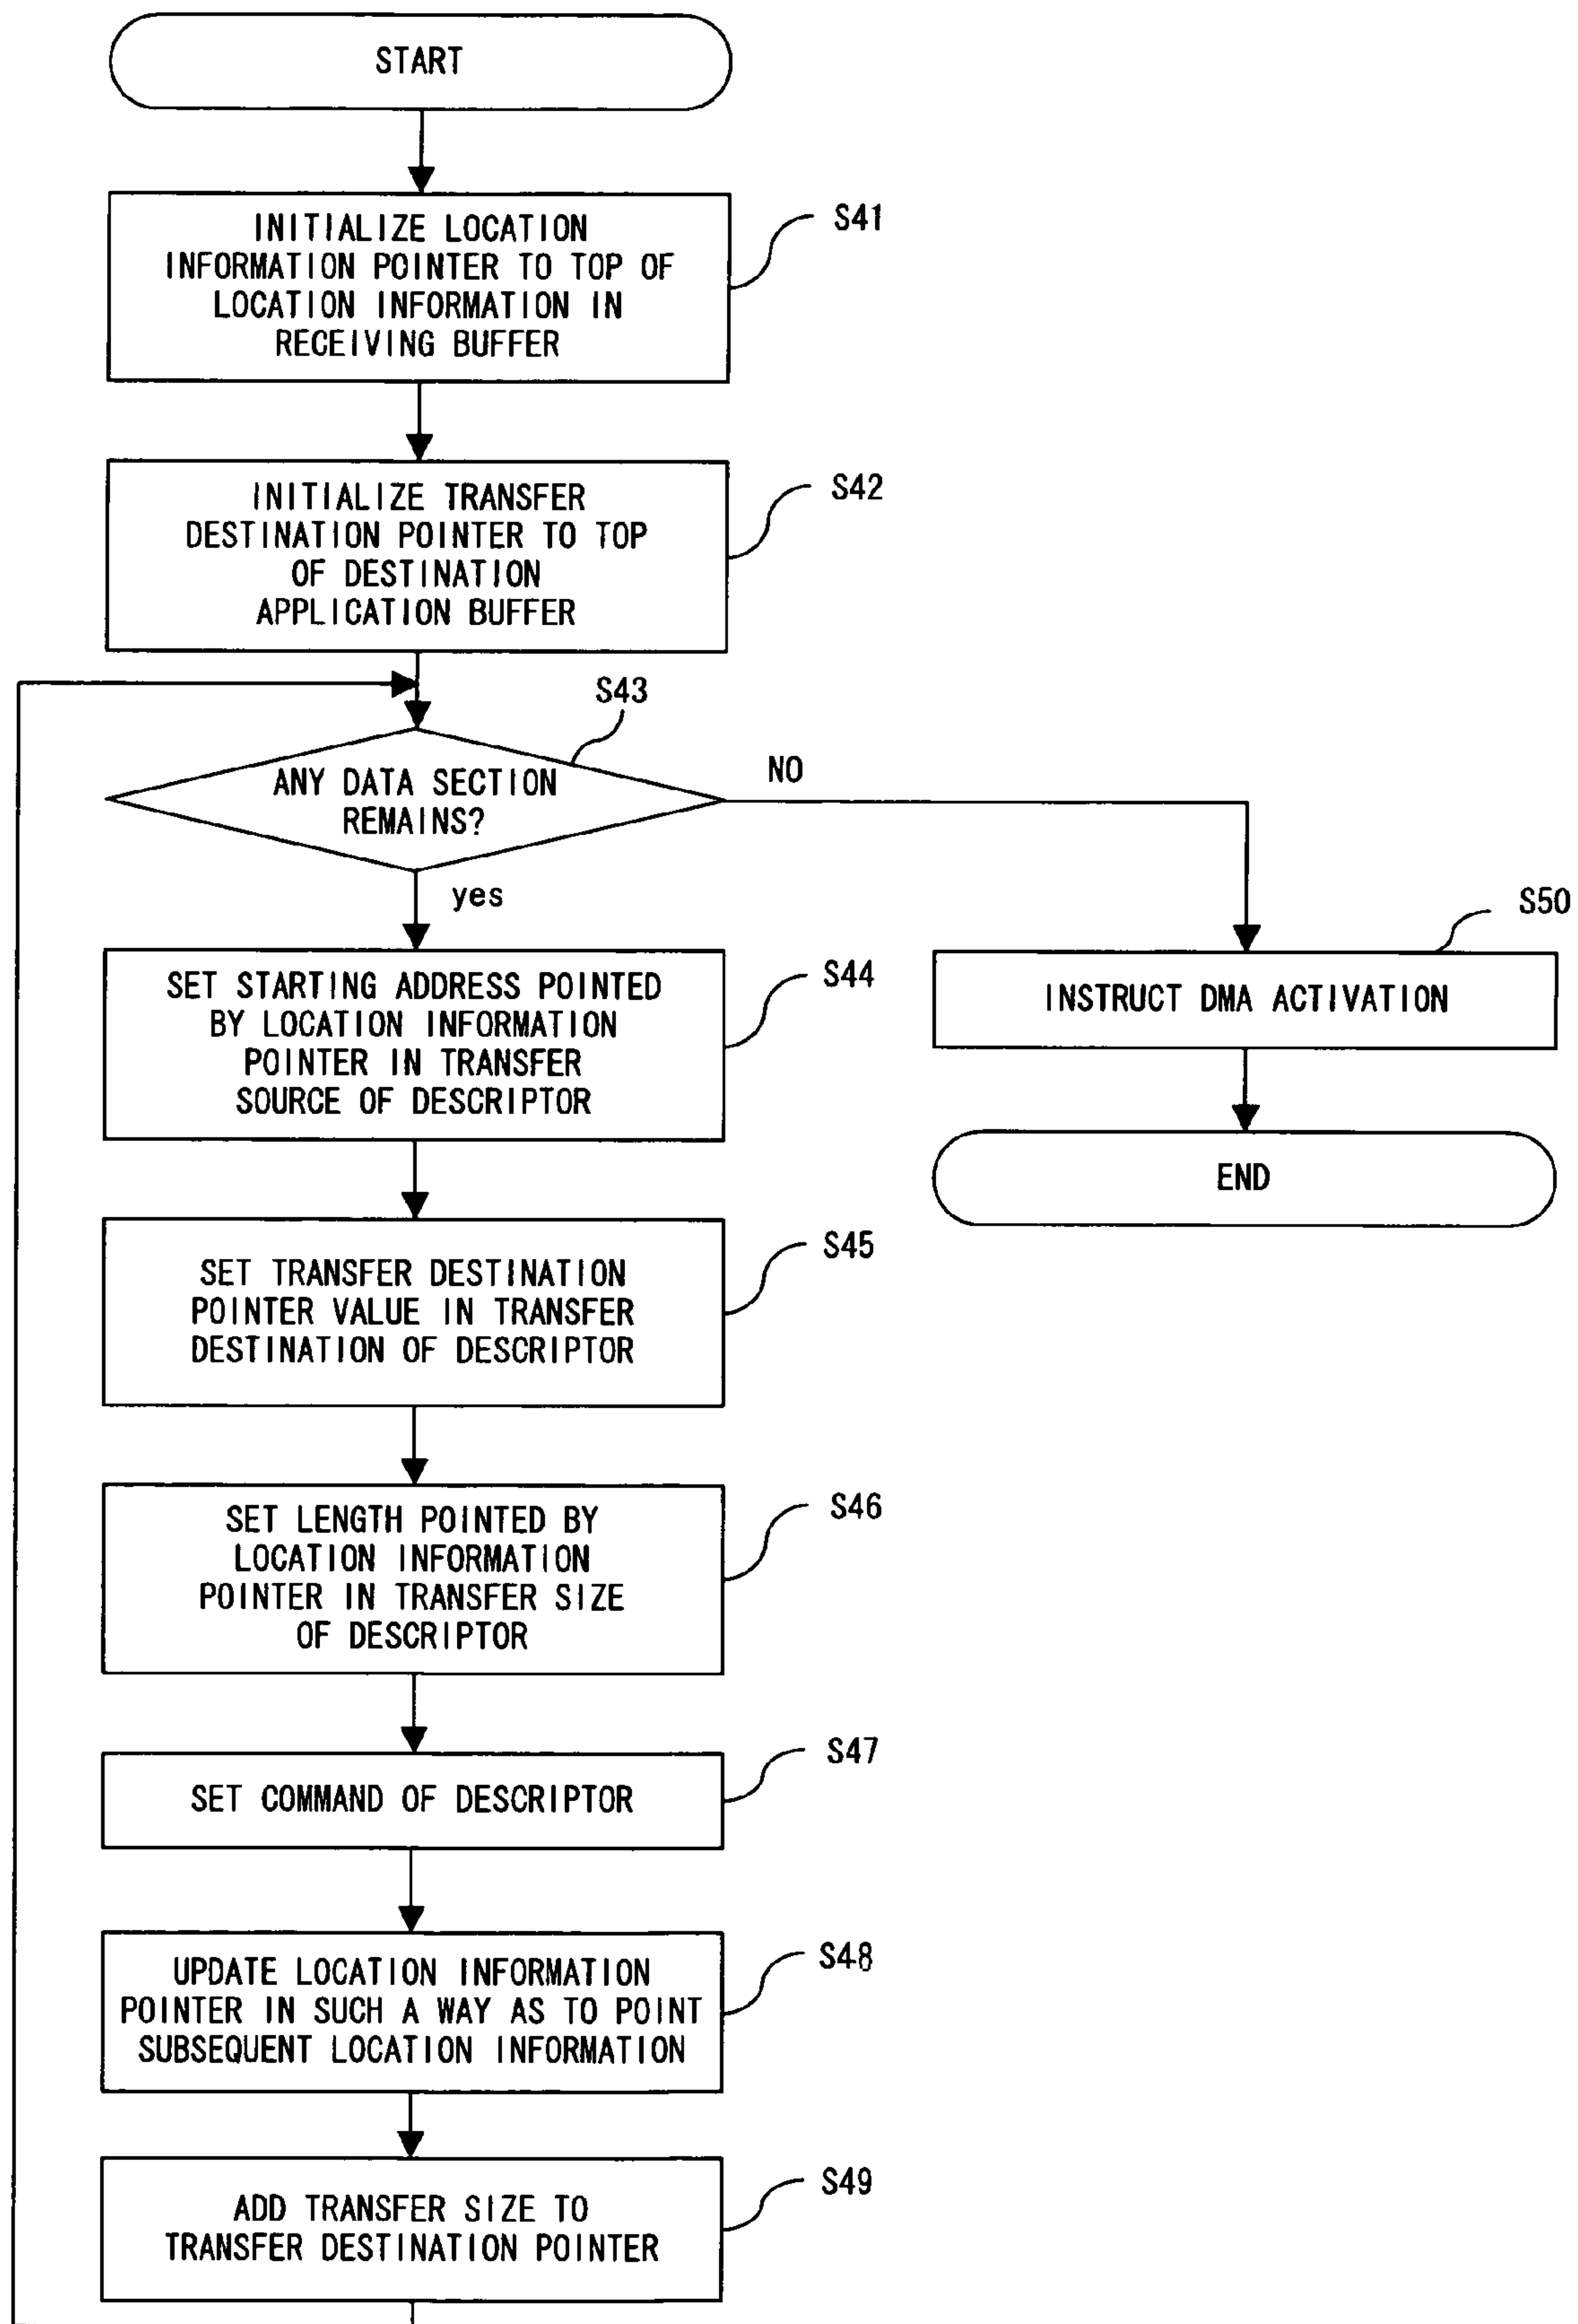 START
INITIALIZE LOCATION
INFORMATION POINTER TO TOP OF
LOCATION INFORMATION IN
RECEIVING BUFFER
S41
INITIALIZE TRANSFER
DESTINATION POINTER TO TOP
OF DESTINATION
APPLICATION BUFFER
S42
S43
ANY DATA SECTION
REMAINS?
NO
yes
S50
INSTRUCT DMA ACTIVATION
END
SET STARTING ADDRESS POINTED
BY LOCATION INFORMATION
POINTER IN TRANSFER
SOURCE OF DESCRIPTOR
S44
SET TRANSFER DESTINATION
POINTER VALUE IN TRANSFER
DESTINATION OF DESCRIPTOR
S45
SET LENGTH POINTED BY
LOCATION INFORMATION
POINTER IN TRANSFER SIZE
OF DESCRIPTOR
S46
SET COMMAND OF DESCRIPTOR
S47
UPDATE LOCATION INFORMATION
POINTER IN SUCH A WAY AS TO POINT
SUBSEQUENT LOCATION INFORMATION
S48
ADD TRANSFER SIZE TO
TRANSFER DESTINATION POINTER
S49